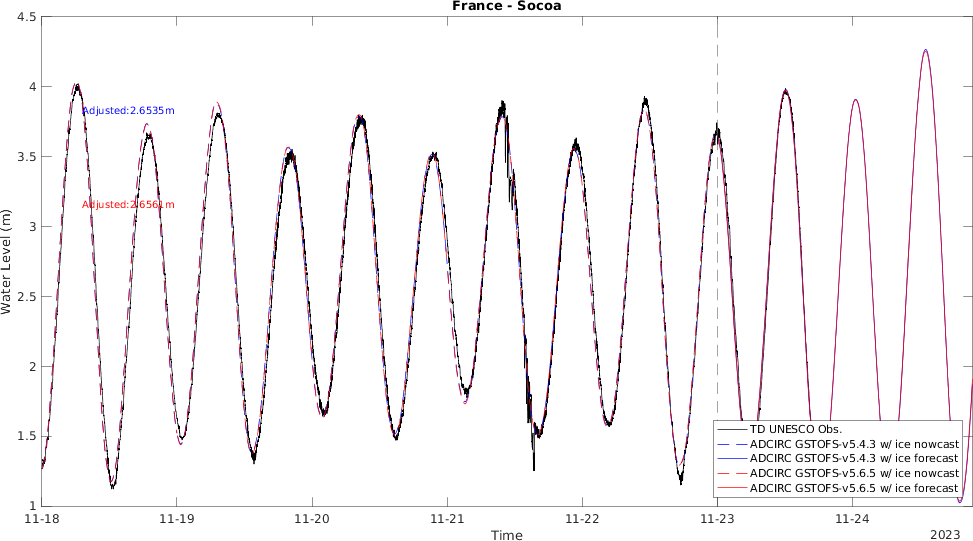 France - Socoa
4.5
4
3.5
3
2.5
2
1.5
1
Water Level (m)
Adjusted:2.6535m
Adjusted:2.6561m
TD UNESCO Obs.
ADCIRC GSTOFS-v5.4.3 w/ ice nowcast
ADCIRC GSTOFS-v5.4.3 w/ ice forecast
ADCIRC GSTOFS-v5.6.5 w/ ice nowcast
ADCIRC GSTOFS-v5.6.5 w/ ice forecast
11-18 11-19 11-20 11-21 11-22 11-23 11-24
Time
2023